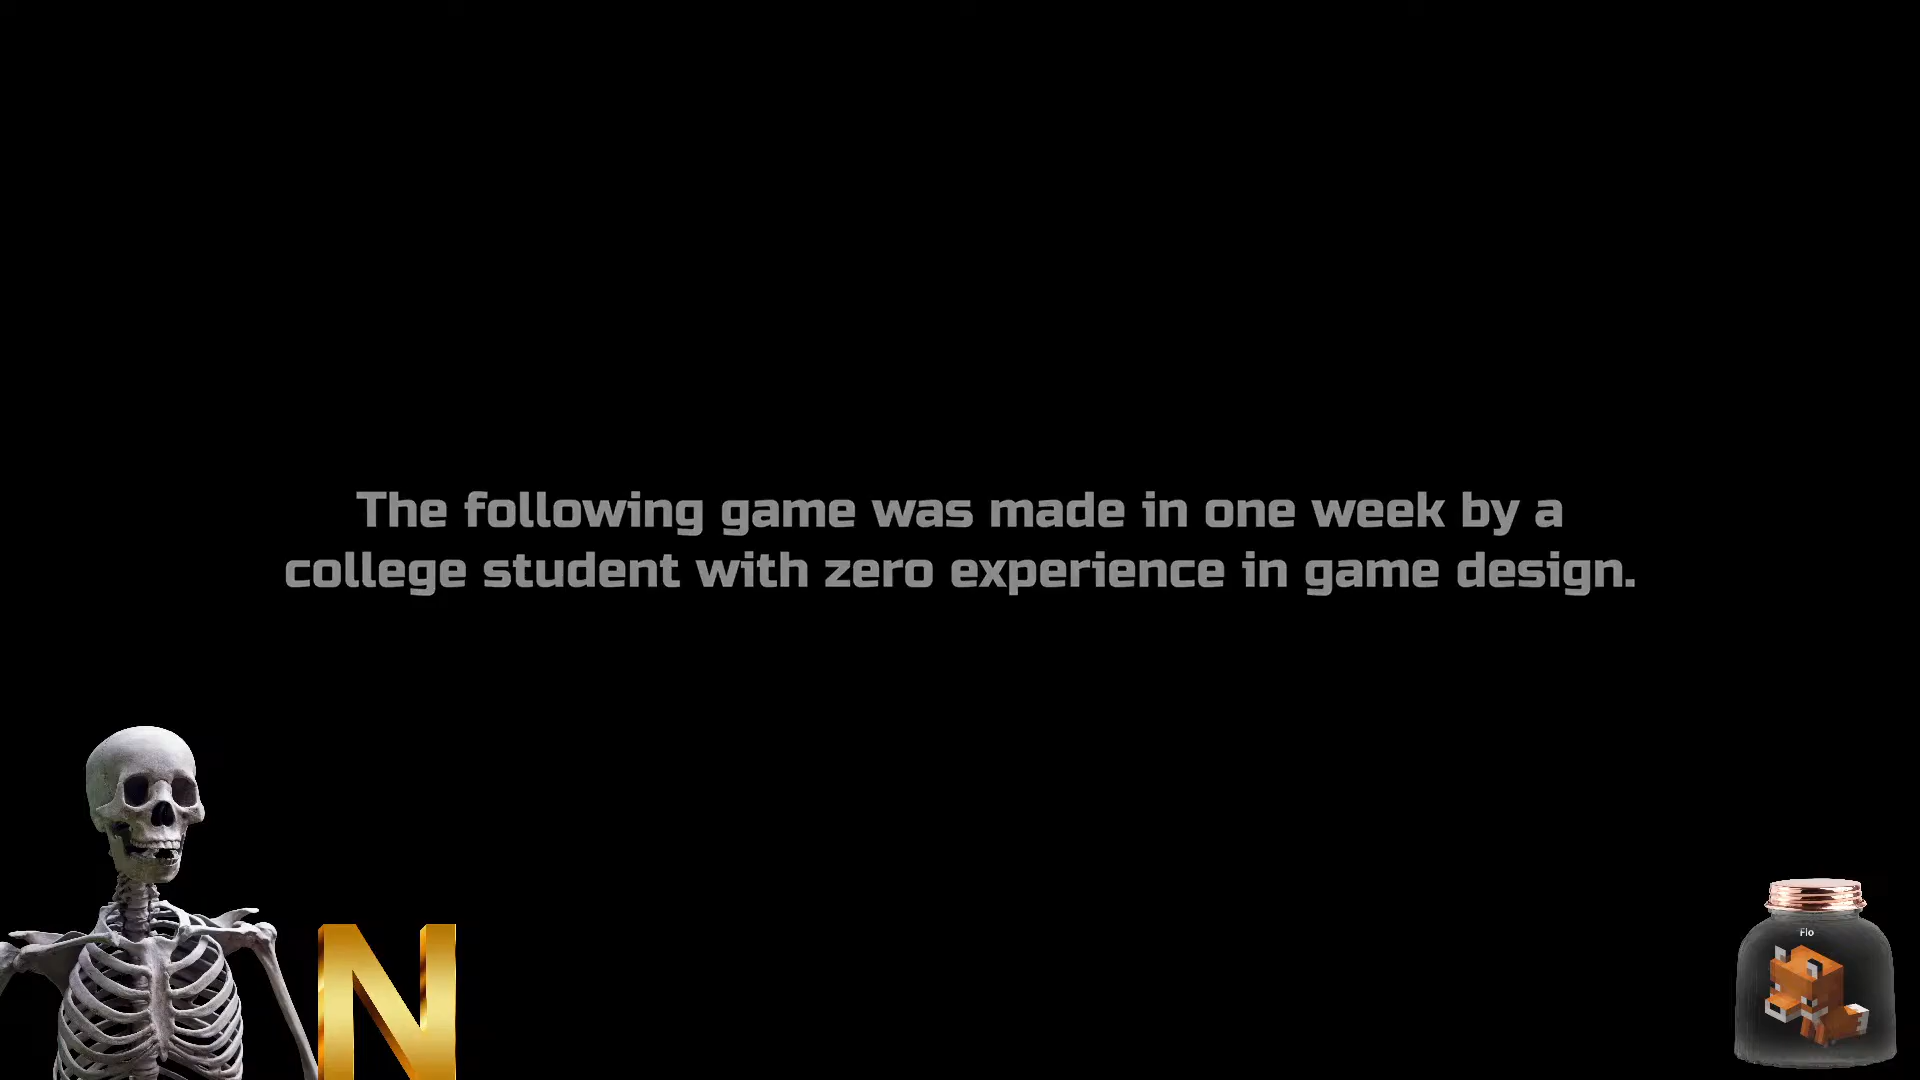 The following game was made in one week by a
college student with zero experience in game design.
N
Flo